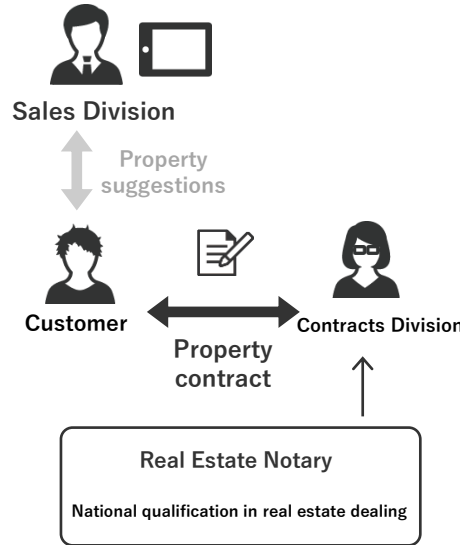 Sales Division
Property
suggestions
Customer
Contracts Division
Property
contract
Real Estate Notary
National qualification in real estate dealing